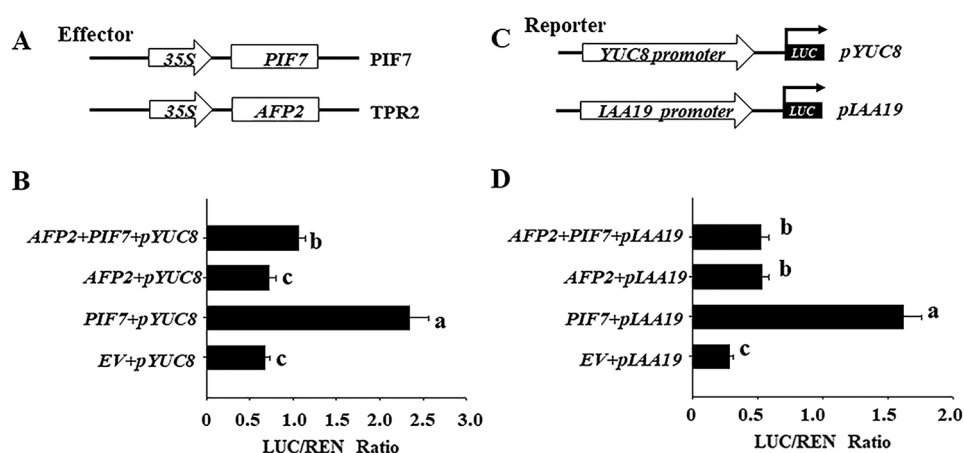 A
Effector
35S PIF7 PIF7
35S AFP2 TPR2
C
Reporter
YUC8 promoter LUC pYUC8
IAA19 promoter LUC pIAA19
B
AFP2+PIF7+pYUC8 b
AFP2+pYUC8 c
PIF7+pYUC8 a
EV+pYUC8 c
0 0.5 1.0 1.5 2.0 2.5 3.0
LUC/REN Ratio
D
AFP2+PIF7+pIAA19 b
AFP2+pIAA19 b
PIF7+pIAA19 a
EV+pIAA19 c
0 0.5 1.0 1.5 2.0
LUC/REN Ratio